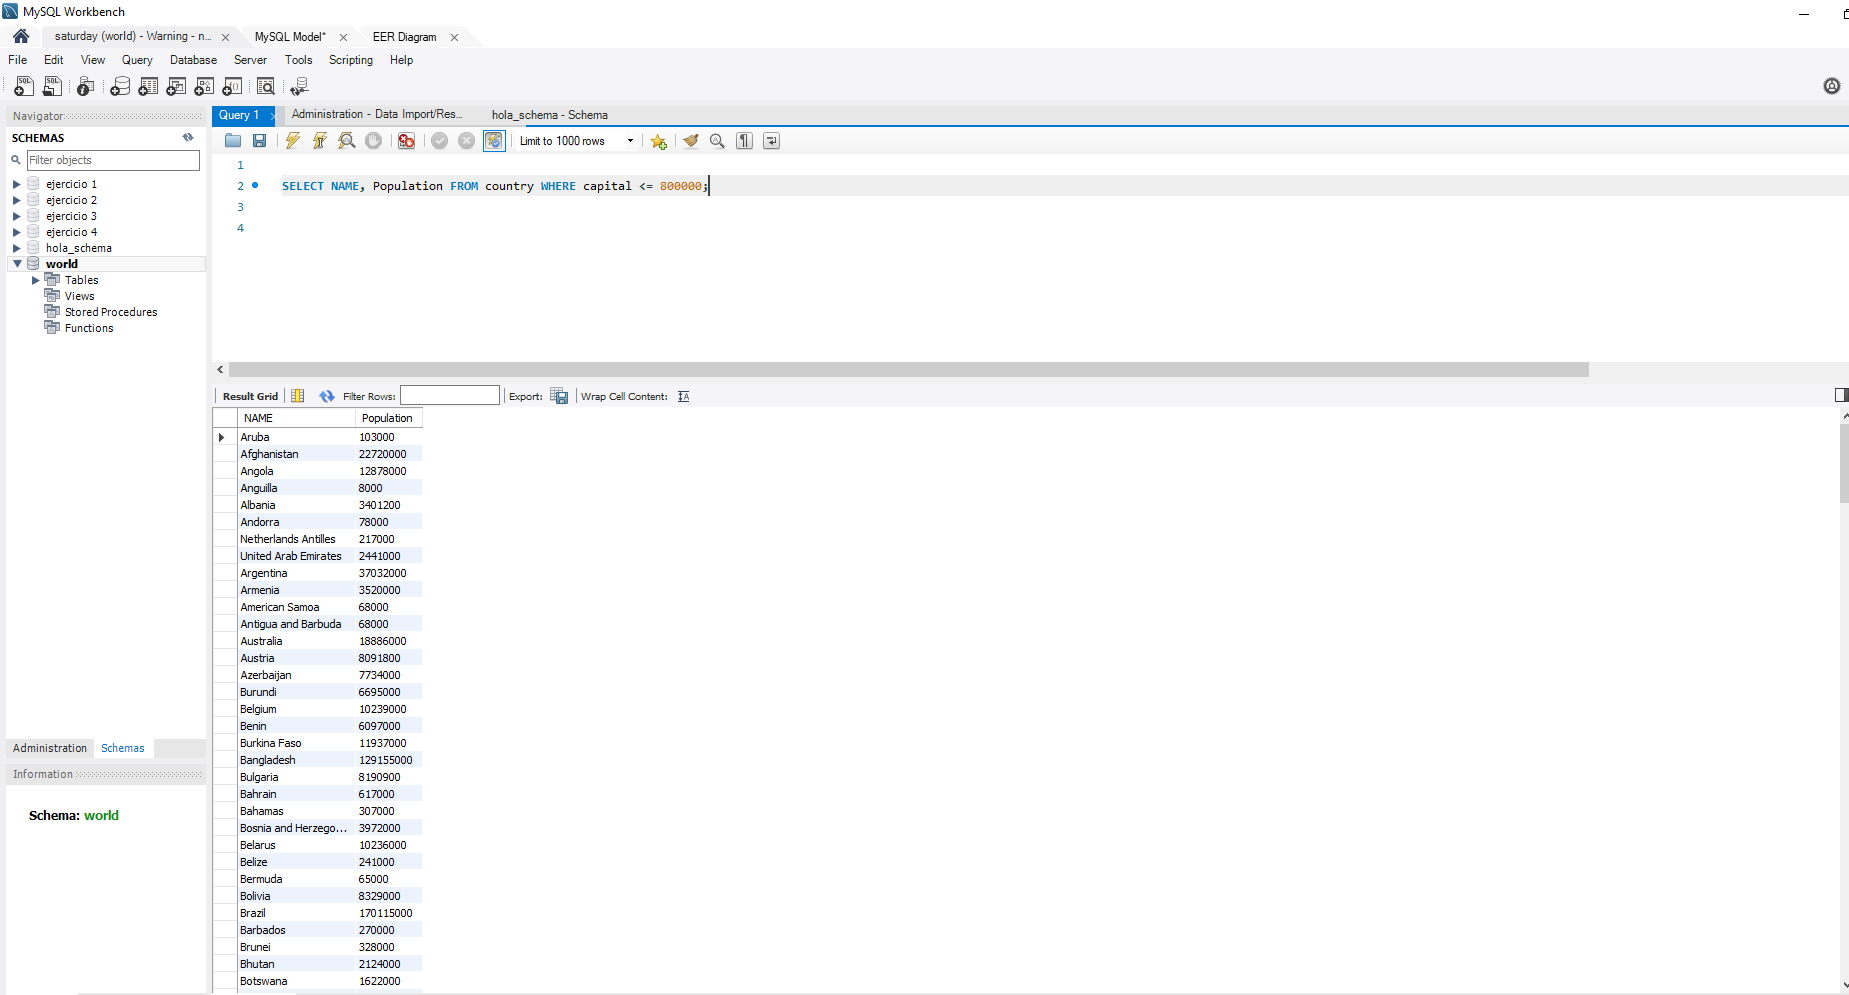 MySQL Workbench
saturday (world) - Warning - n...
MySQL Model*
EER Diagram
File Edit View Query Database Server Tools Scripting Help
Navigator
SCHEMAS
Filter objects
ejercicio 1
ejercicio 2
ejercicio 3
ejercicio 4
hola_schema
world
Tables
Views
Stored Procedures
Functions
Administration Schemas
Information
Schema: world
Query 1
Administration - Data Import/Res...
hola_schema - Schema
Limit to 1000 rows
1
2 SELECT NAME, Population FROM country WHERE capital <= 800000;
3
4
Result Grid Filter Rows: Export: Wrap Cell Content:
NAME Population
Aruba 103000
Afghanistan 22720000
Angola 12878000
Anguilla 8000
Albania 3401200
Andorra 78000
Netherlands Antilles 217000
United Arab Emirates 2441000
Argentina 37032000
Armenia 3520000
American Samoa 68000
Antigua and Barbuda 68000
Australia 18886000
Austria 8091800
Azerbaijan 7734000
Burundi 6695000
Belgium 10239000
Benin 6097000
Burkina Faso 11937000
Bangladesh 129155000
Bulgaria 8190900
Bahrain 617000
Bahamas 307000
Bosnia and Herzego... 3972000
Belarus 10236000
Belize 241000
Bermuda 65000
Bolivia 8329000
Brazil 170115000
Barbados 270000
Brunei 328000
Bhutan 2124000
Botswana 1622000